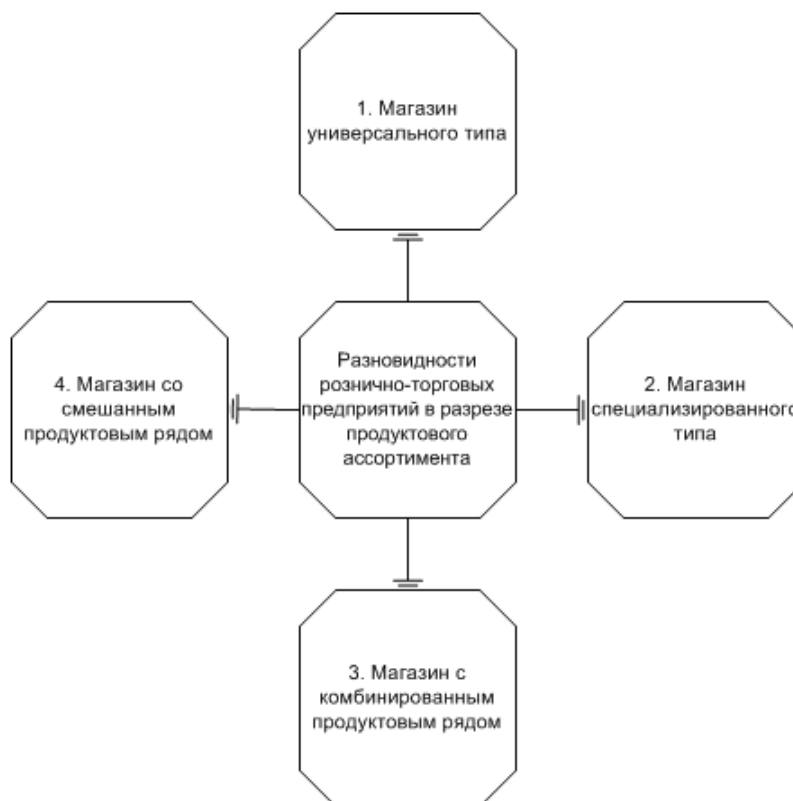 1. Магазин
универсального типа
4. Магазин со
смешанным
продуктовым рядом
Разновидности
рознично-торговых
предприятий в разрезе
продуктового
ассортимента
2. Магазин
специализированного
типа
3. Магазин с
комбинированным
продуктовым рядом